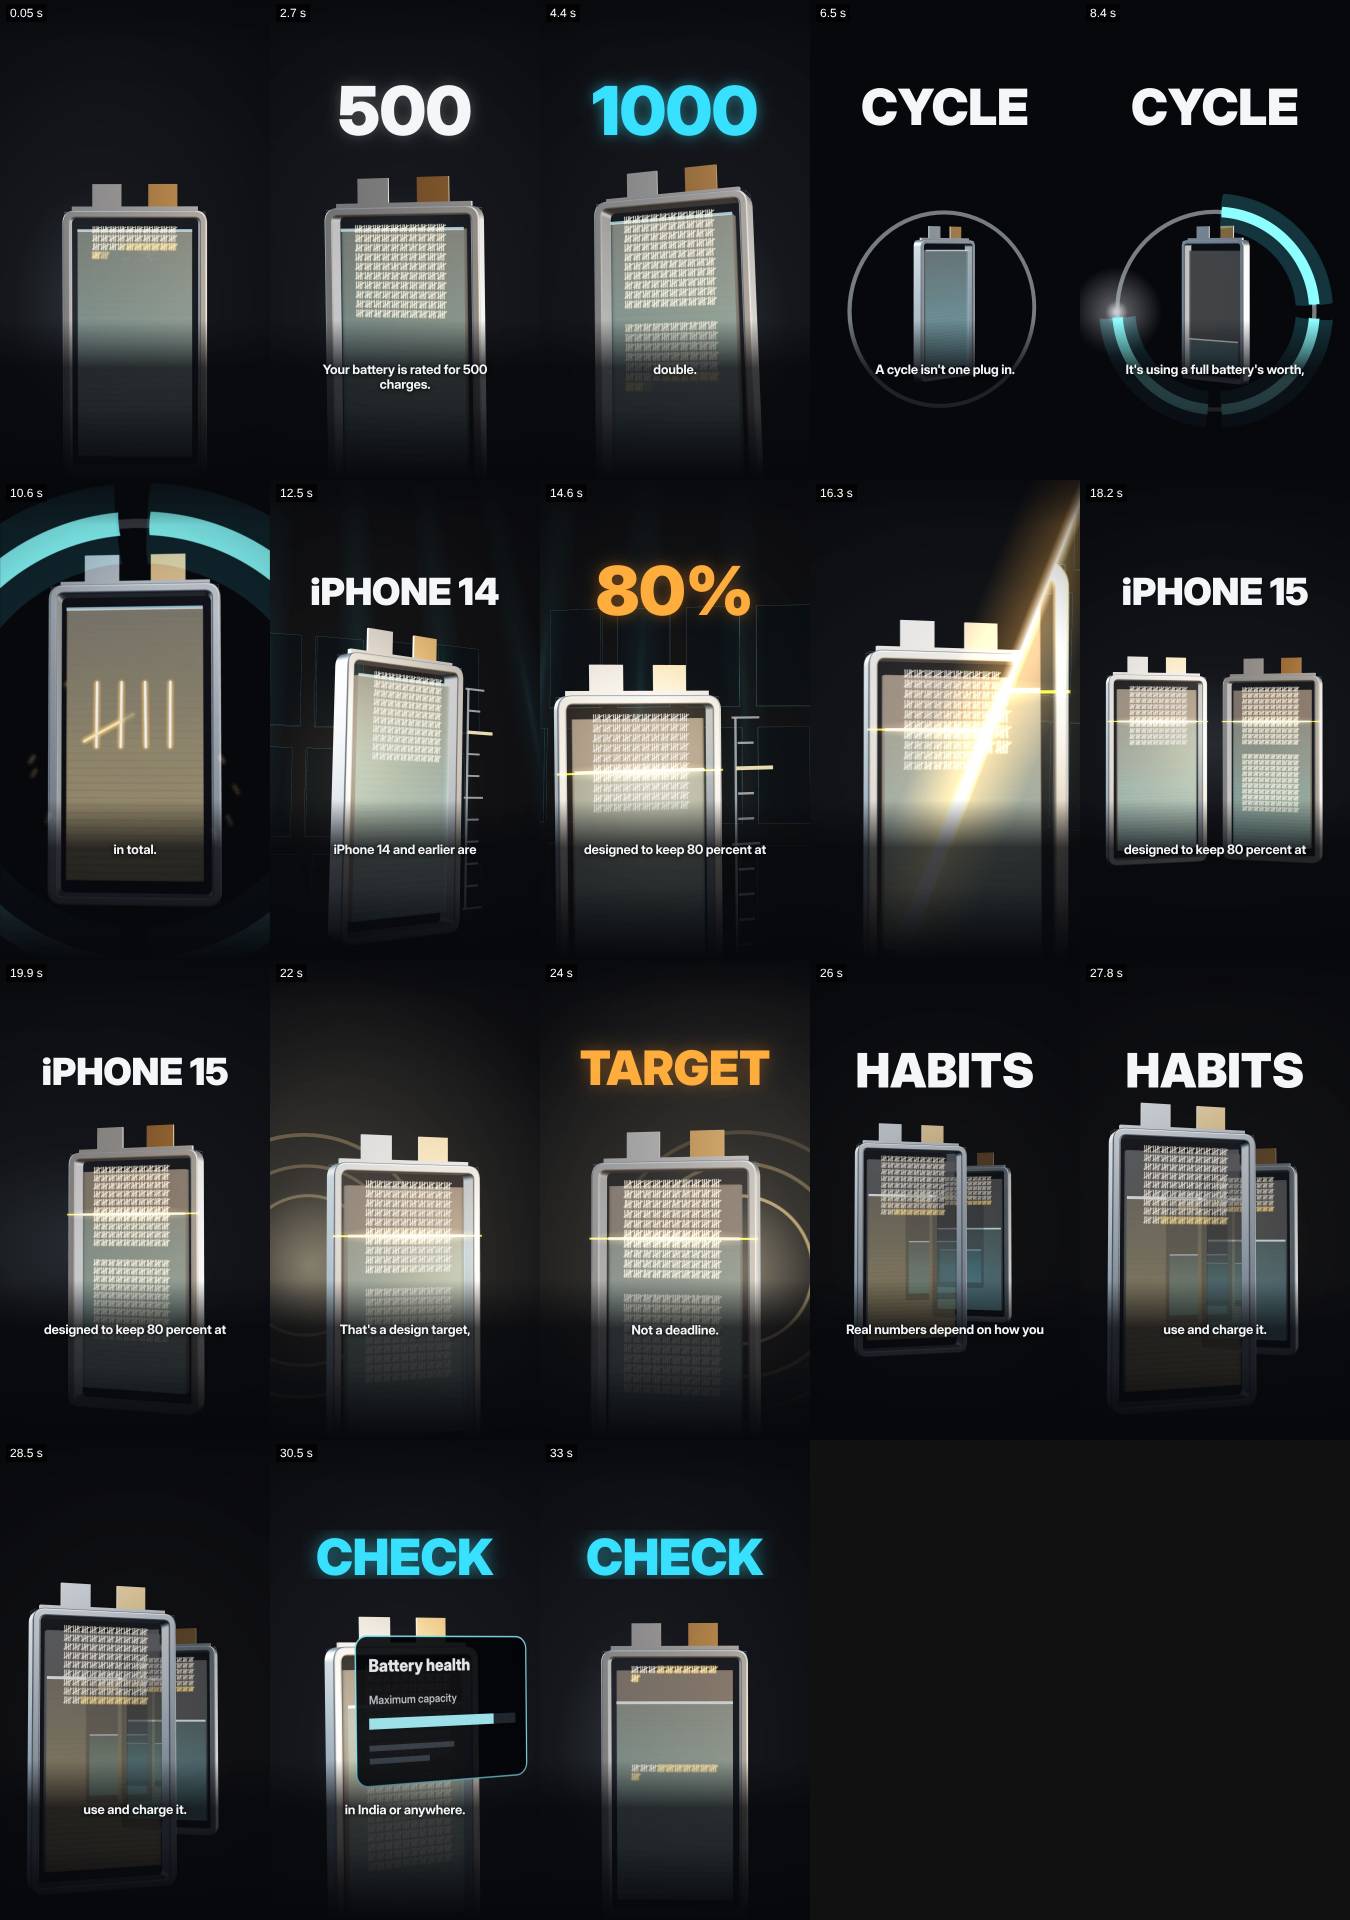 0.05 s
2.7 s
500
Your battery is rated for 500
charges.
4.4 s
1000
double.
6.5 s
CYCLE
A cycle isn't one plug in.
8.4 s
CYCLE
It's using a full battery's worth,
10.6 s
in total.
12.5 s
iPHONE 14
iPhone 14 and earlier are
14.6 s
80%
designed to keep 80 percent at
16.3 s
18.2 s
iPHONE 15
designed to keep 80 percent at
19.9 s
iPHONE 15
designed to keep 80 percent at
22 s
That's a design target,
24 s
TARGET
Not a deadline.
26 s
HABITS
Real numbers depend on how you
27.8 s
HABITS
use and charge it.
28.5 s
use and charge it.
30.5 s
CHECK
Battery health
Maximum capacity
in India or anywhere.
33 s
CHECK